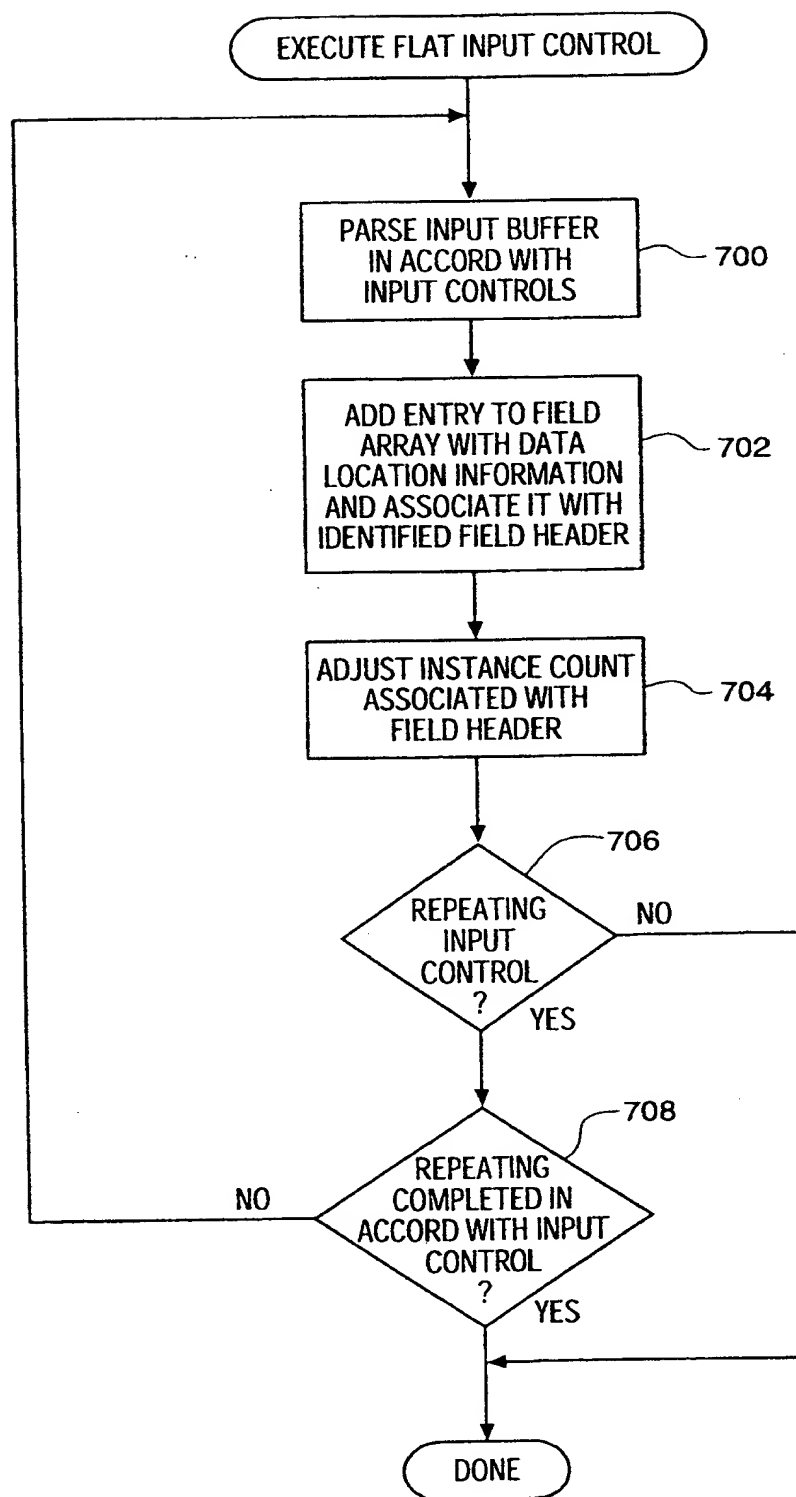 EXECUTE FLAT INPUT CONTROL
PARSE INPUT BUFFER
IN ACCORD WITH
INPUT CONTROLS
700
ADD ENTRY TO FIELD
ARRAY WITH DATA
LOCATION INFORMATION
AND ASSOCIATE IT WITH
IDENTIFIED FIELD HEADER
702
ADJUST INSTANCE COUNT
ASSOCIATED WITH
FIELD HEADER
704
706
REPEATING
INPUT
CONTROL
?
NO
YES
708
REPEATING
COMPLETED IN
ACCORD WITH INPUT
CONTROL
?
NO
YES
DONE